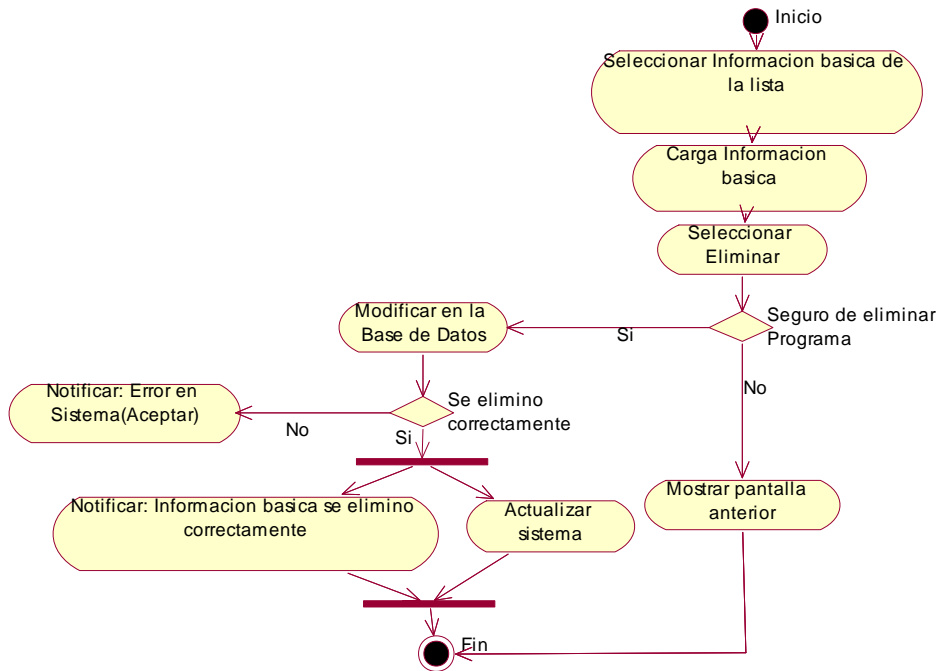 Inicio
Seleccionar Informacion basica de
la lista
Carga Informacion
basica
Seleccionar
Eliminar
Seguro de eliminar
Programa
Si
No
Modificar en la
Base de Datos
Se elimino
correctamente
No
Si
Notificar: Error en
Sistema(Aceptar)
Notificar: Informacion basica se elimino
correctamente
Actualizar
sistema
Mostrar pantalla
anterior
Fin